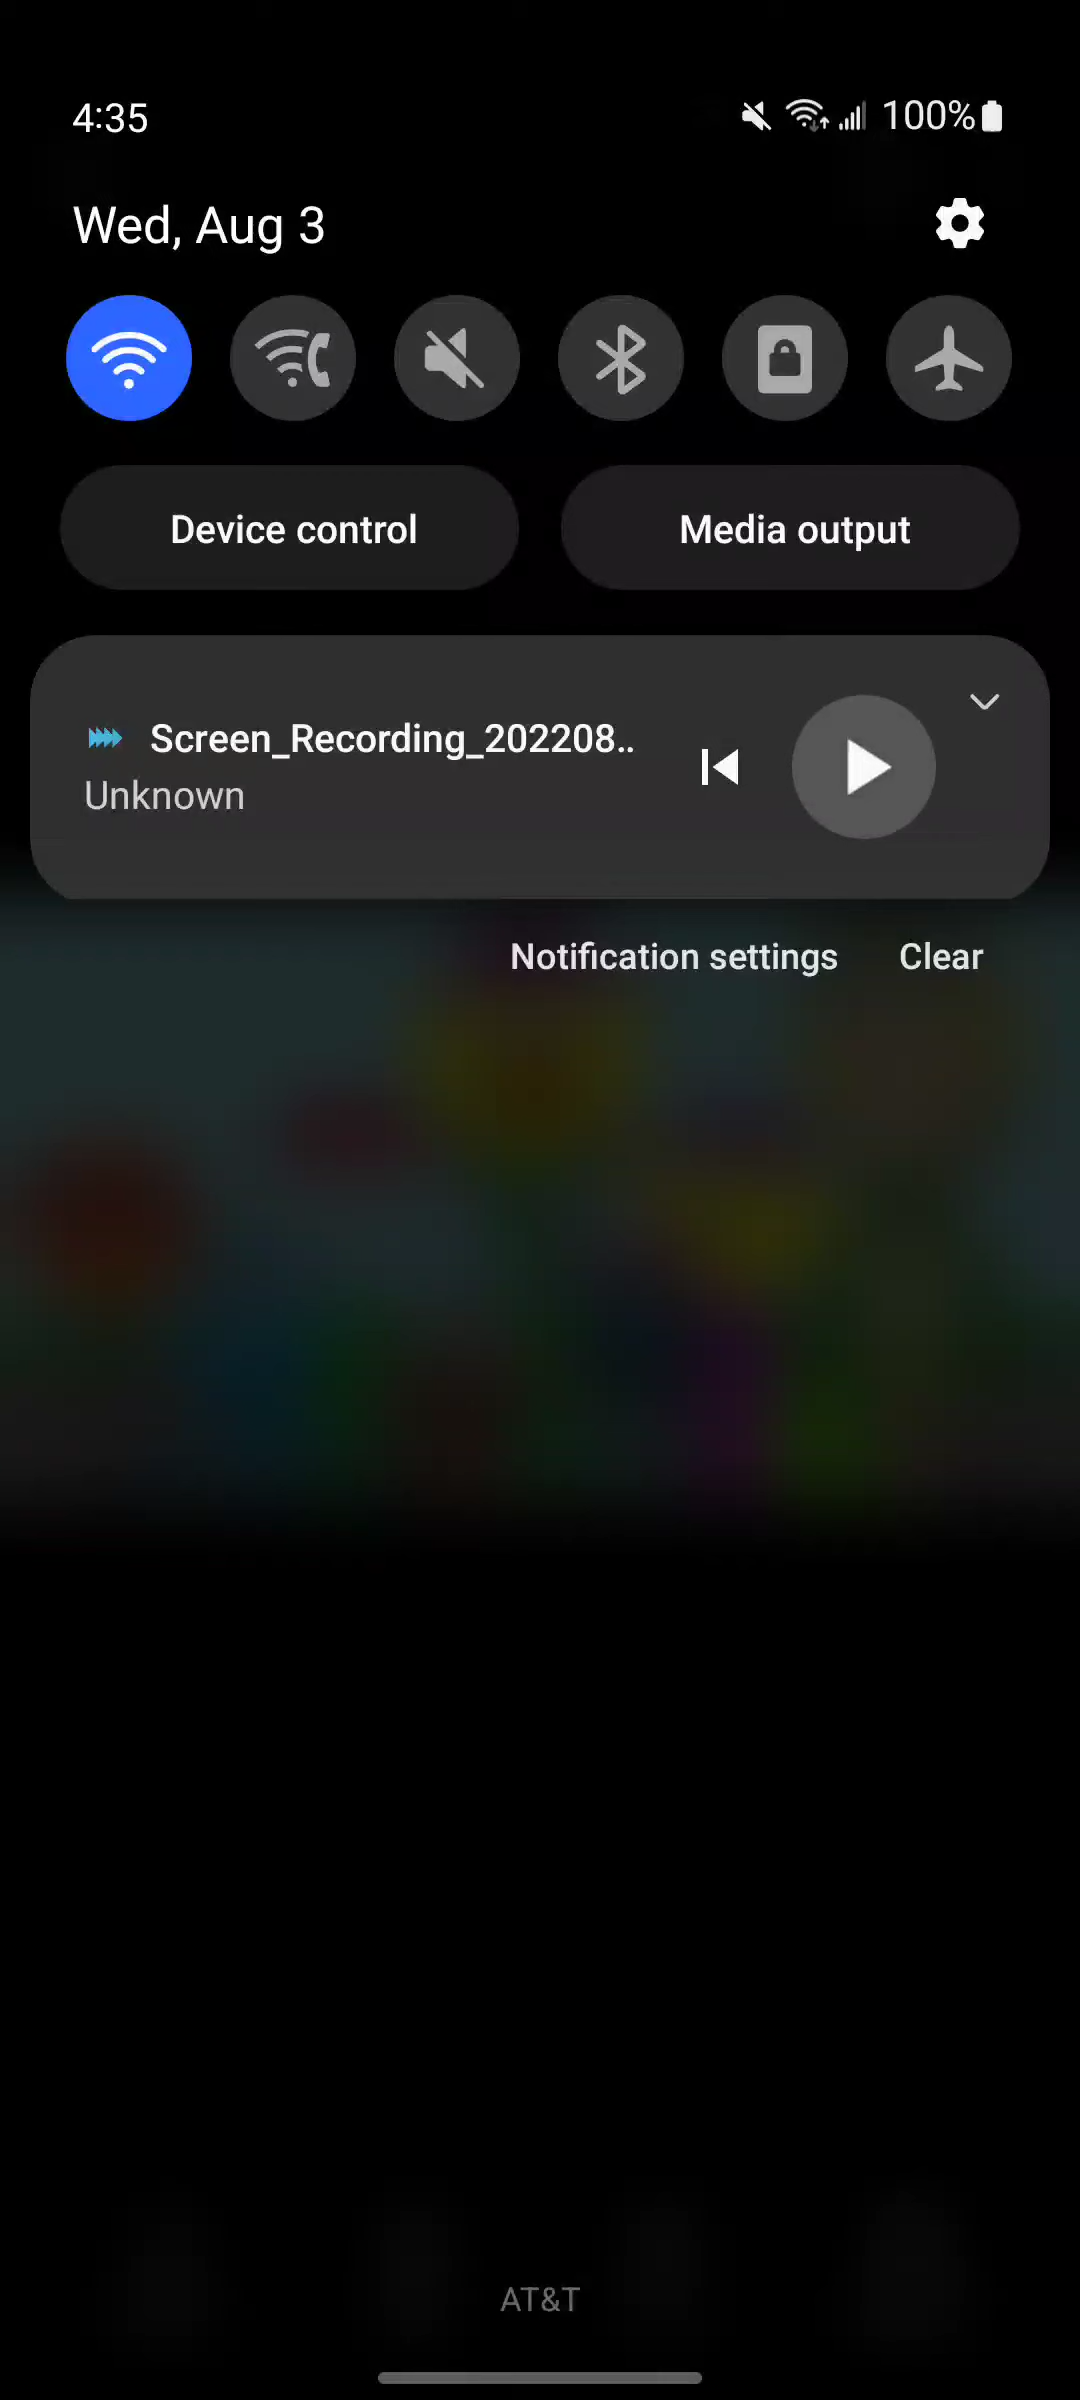 4:35
100%
Wed, Aug 3
Device control
Media output
Screen_Recording_202208..
Unknown
Notification settings
Clear
AT&T